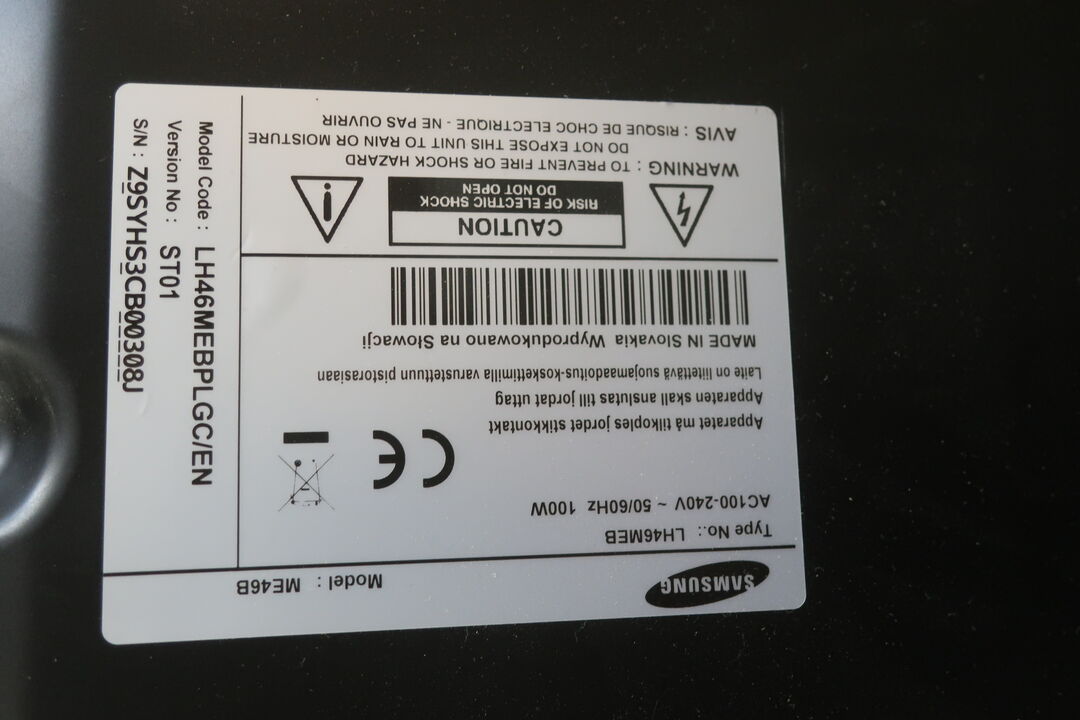 SAMSUNG
Model : ME46B
Type No.: LH46MEB
AC100-240V ~ 50/60Hz 100W
Apparatet må tilkoples jordet stikkontakt
Apparaten skall anslutas till jordat uttag
Laite on liitettävä suojamaadoitus-koskettimilla varustettuun pistorasiaan
MADE IN Slovakia Wyprodukowano na Słowacji
CAUTION
RISK OF ELECTRIC SHOCK
DO NOT OPEN
WARNING : TO PREVENT FIRE OR SHOCK HAZARD
DO NOT EXPOSE THIS UNIT TO RAIN OR MOISTURE
AVIS : RISQUE DE CHOC ELECTRIQUE - NE PAS OUVRIR
Model Code : LH46MEBPLGC/EN
Version No : ST01
S/N : Z9SYHS3CB00308J